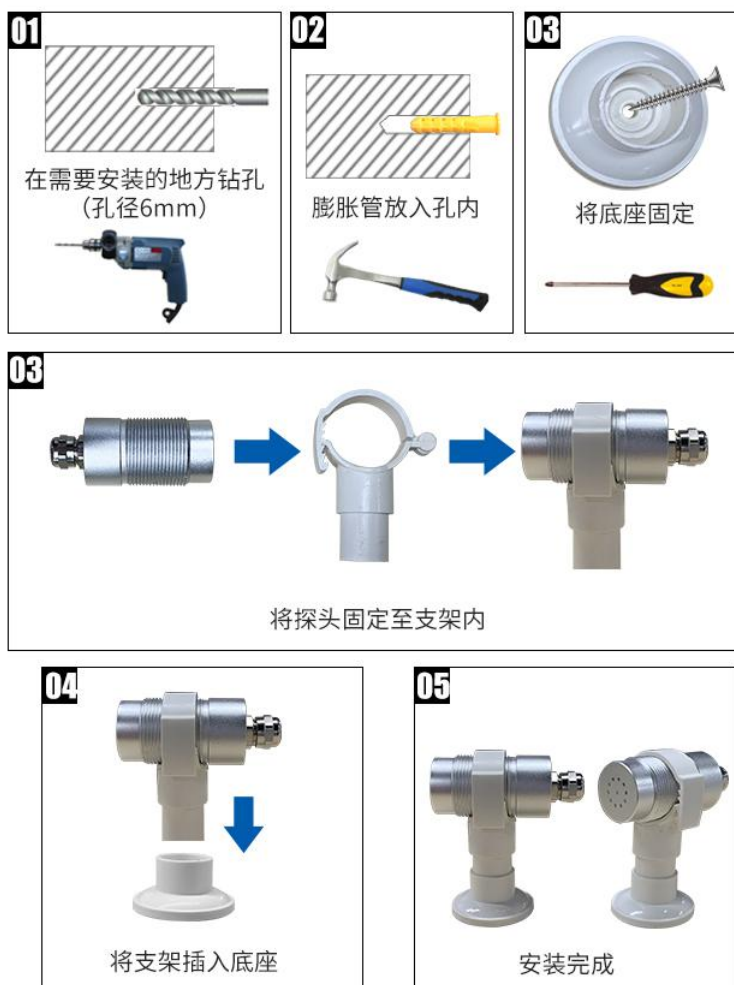 01
在需要安装的地方钻孔
（孔径6mm）
02
膨胀管放入孔内
03
将底座固定
03
将探头固定至支架内
04
将支架插入底座
05
安装完成